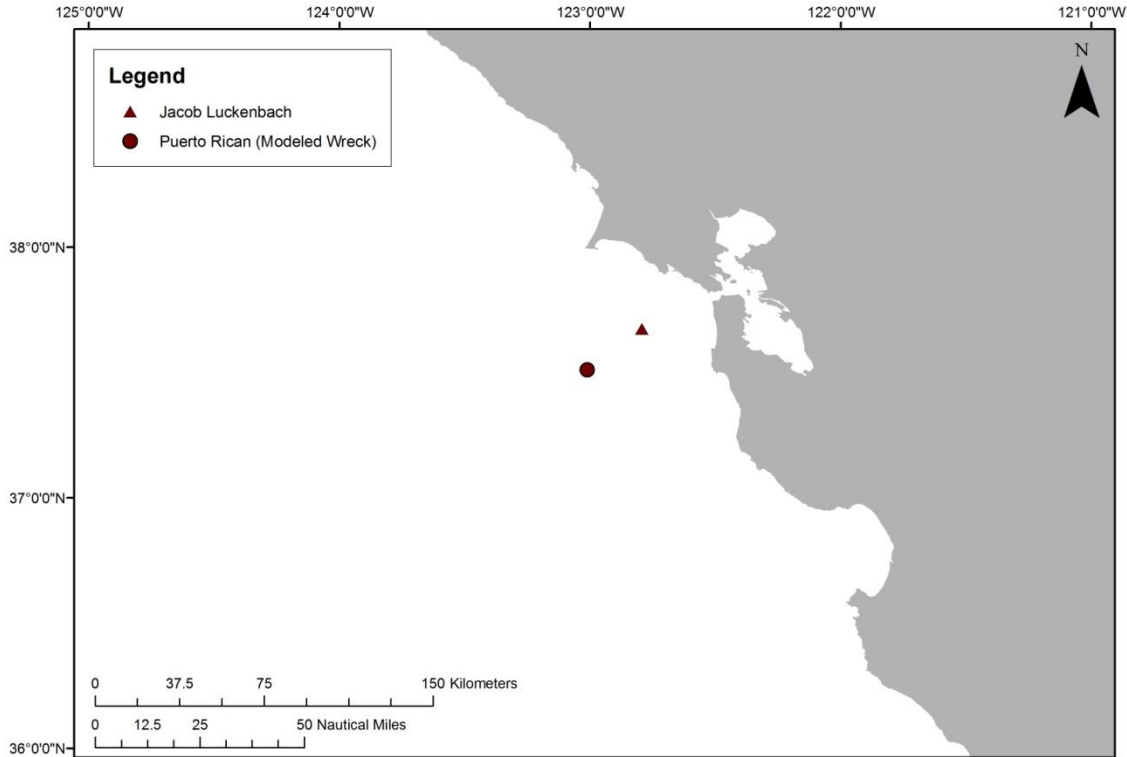 125°0'0"W 124°0'0"W 123°0'0"W 122°0'0"W 121°0'0"W
Legend
Jacob Luckenbach
Puerto Rican (Modeled Wreck)
N
38°0'0"N
37°0'0"N
0 37.5 75 150 Kilometers
0 12.5 25 50 Nautical Miles
36°0'0"N